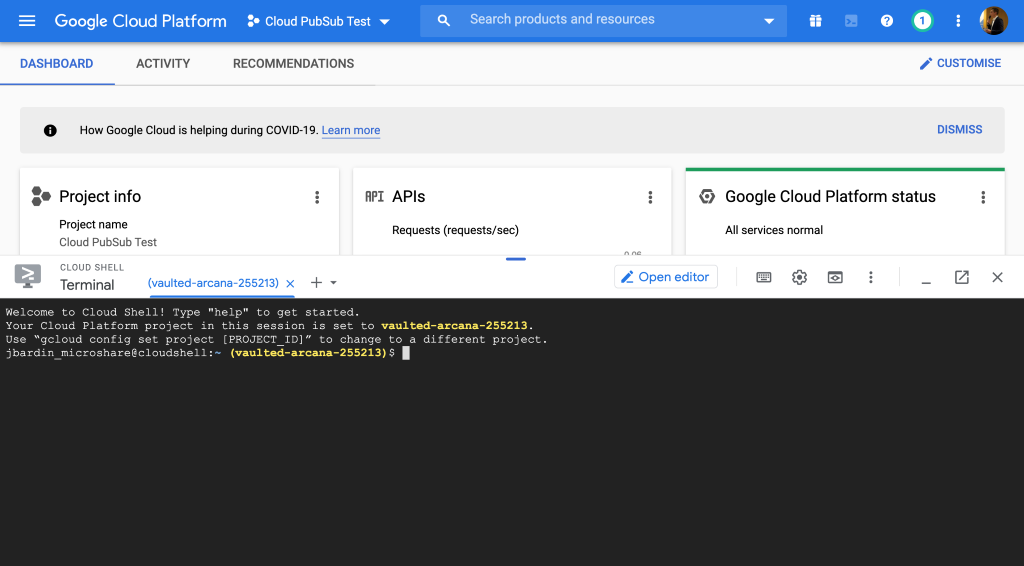 Google Cloud Platform
Cloud PubSub Test
Search products and resources
1
DASHBOARD
ACTIVITY
RECOMMENDATIONS
CUSTOMISE
How Google Cloud is helping during COVID-19. Learn more
DISMISS
Project info
Project name
Cloud PubSub Test
API APIs
Requests (requests/sec)
Google Cloud Platform status
All services normal
CLOUD SHELL
Terminal
(vaulted-arcana-255213)
Open editor
Welcome to Cloud Shell! Type "help" to get started.
Your Cloud Platform project in this session is set to vaulted-arcana-255213.
Use “gcloud config set project [PROJECT_ID]” to change to a different project.
jbardin_microshare@cloudshell:~ (vaulted-arcana-255213)$